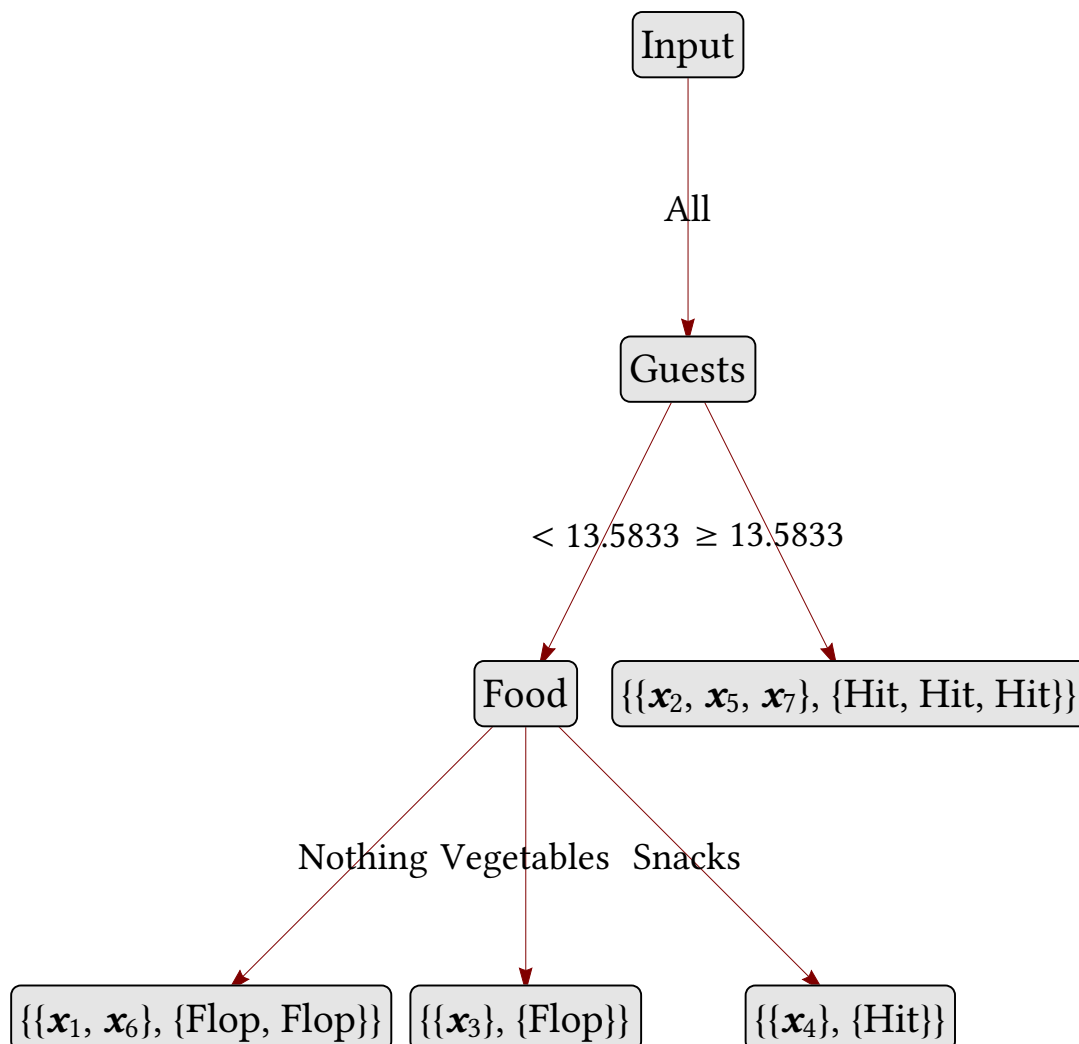 Input
All
Guests
< 13.5833 ≥ 13.5833
Food {{x₂, x₅, x₇}, {Hit, Hit, Hit}}
Nothing Vegetables Snacks
{{x₁, x₆}, {Flop, Flop}} {{x₃}, {Flop}} {{x₄}, {Hit}}